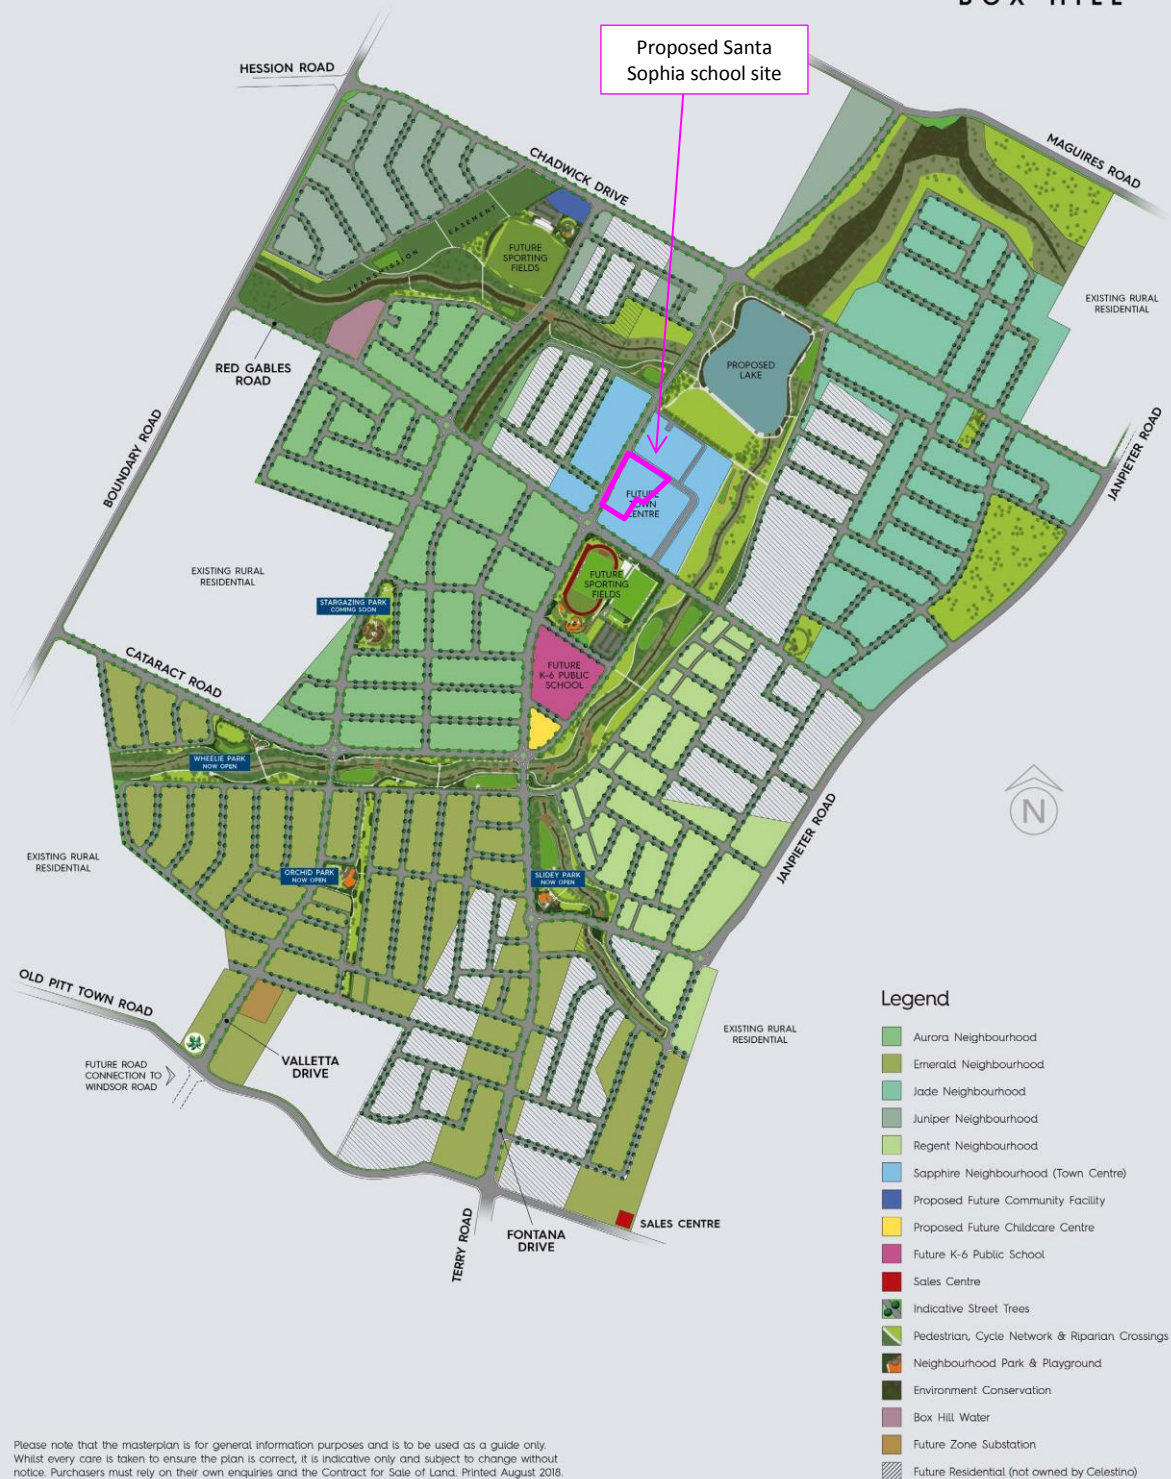 BOX HILL
Proposed Santa
Sophia school site
HESSION ROAD
CHADWICK DRIVE
MAGUIRES ROAD
TRANSMISSION EASEMENT
FUTURE
SPORTING
FIELDS
EXISTING RURAL
RESIDENTIAL
PROPOSED
LAKE
RED GABLES
ROAD
BOUNDARY ROAD
JANPIETER ROAD
FUTURE
TOWN
CENTRE
EXISTING RURAL
RESIDENTIAL
FUTURE
SPORTING
FIELDS
STARGAZING PARK
COMING SOON
CATARACT ROAD
FUTURE
K-6 PUBLIC
SCHOOL
WHEELIE PARK
NOW OPEN
N
JANPIETER ROAD
EXISTING RURAL
RESIDENTIAL
ORCHID PARK
NOW OPEN
SLIDEY PARK
NOW OPEN
OLD PITT TOWN ROAD
EXISTING RURAL
RESIDENTIAL
VALLETTA
DRIVE
FUTURE ROAD
CONNECTION TO
WINDSOR ROAD
TERRY ROAD
FONTANA
DRIVE
SALES CENTRE
Legend
Aurora Neighbourhood
Emerald Neighbourhood
Jade Neighbourhood
Juniper Neighbourhood
Regent Neighbourhood
Sapphire Neighbourhood (Town Centre)
Proposed Future Community Facility
Proposed Future Childcare Centre
Future K-6 Public School
Sales Centre
Indicative Street Trees
Pedestrian, Cycle Network & Riparian Crossings
Neighbourhood Park & Playground
Environment Conservation
Box Hill Water
Future Zone Substation
Future Residential (not owned by Celestino)
Please note that the masterplan is for general information purposes and is to be used as a guide only.
Whilst every care is taken to ensure the plan is correct, it is indicative only and subject to change without
notice. Purchasers must rely on their own enquiries and the Contract for Sale of Land. Printed August 2018.